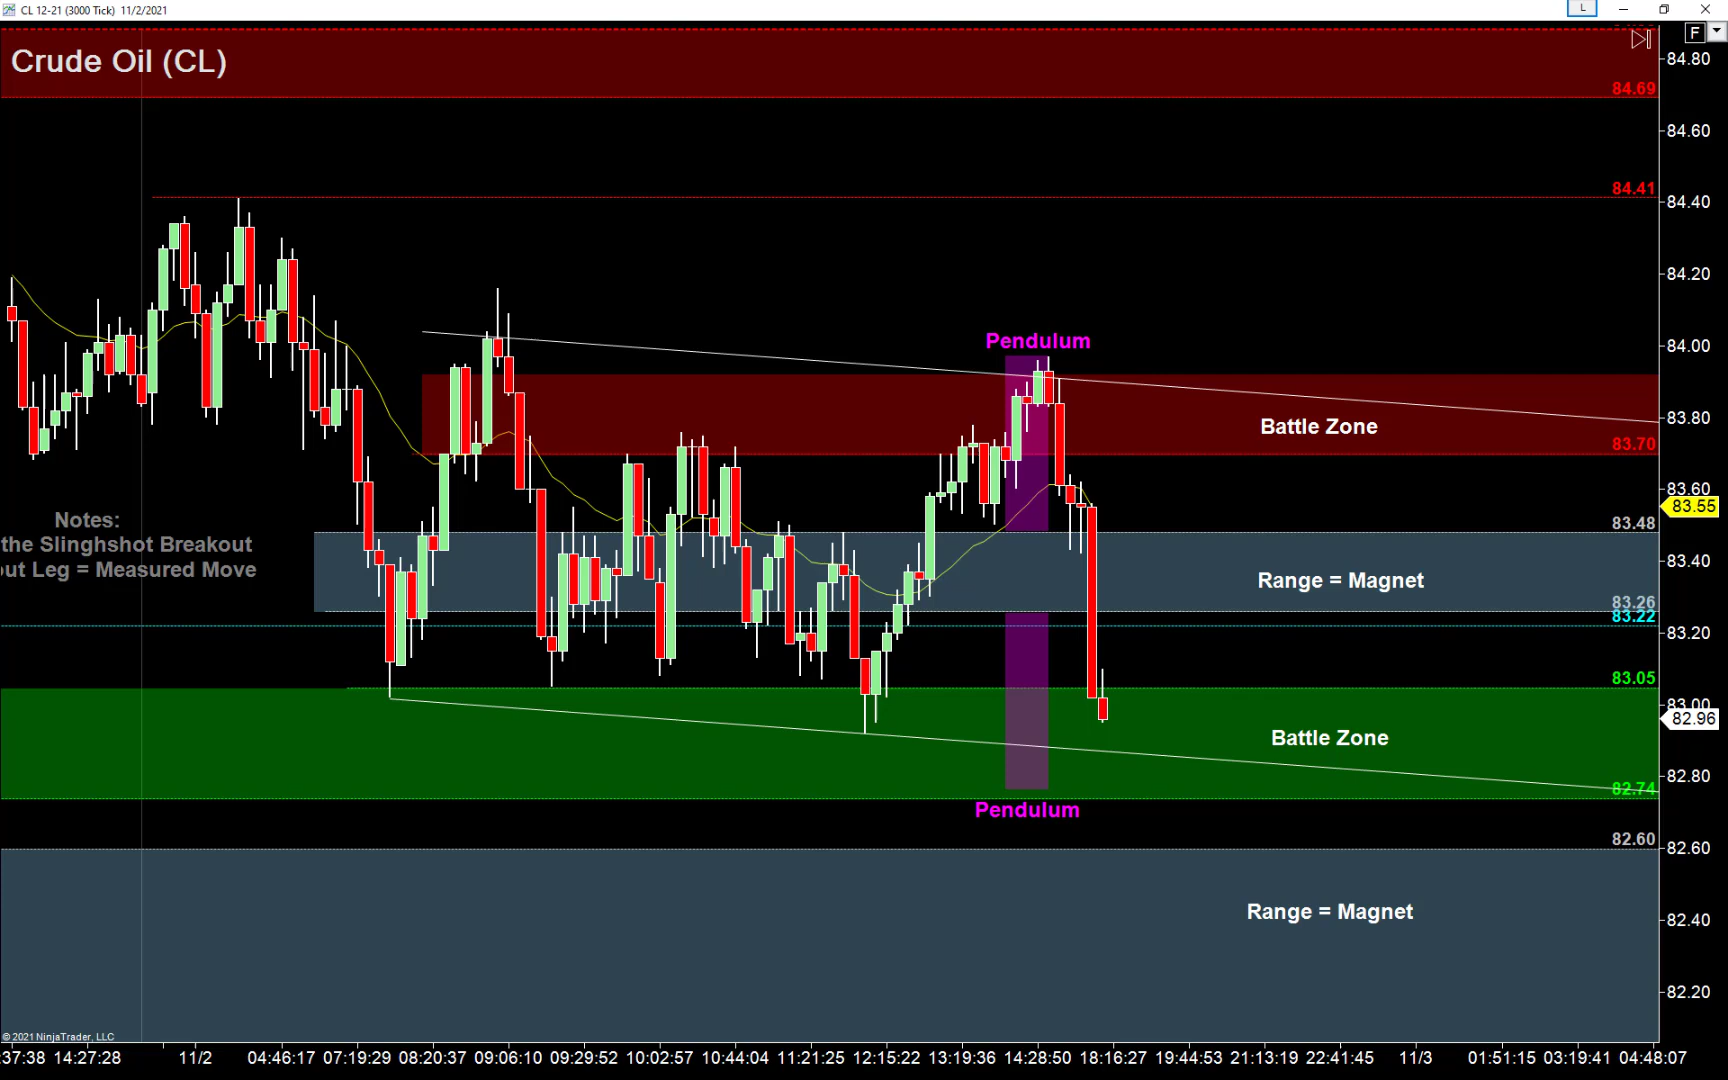 CL 12-21 (3000 Tick) 11/2/2021
L
F
Crude Oil (CL)
84.80
84.69
84.60
84.41
84.40
84.20
Pendulum
84.00
Battle Zone
83.80
83.70
83.60
83.55
Notes:
83.48
the Slinghshot Breakout
83.40
out Leg = Measured Move
Range = Magnet
83.26
83.22
83.20
83.05
83.00
82.96
Battle Zone
82.80
82.74
Pendulum
82.60
82.60
Range = Magnet
82.40
82.20
© 2021 NinjaTrader, LLC
:37:38 14:27:28 11/2 04:46:17 07:19:29 08:20:37 09:06:10 09:29:52 10:02:57 10:44:04 11:21:25 12:15:22 13:19:36 14:28:50 18:16:27 19:44:53 21:13:19 22:41:45 11/3 01:51:15 03:19:41 04:48:07